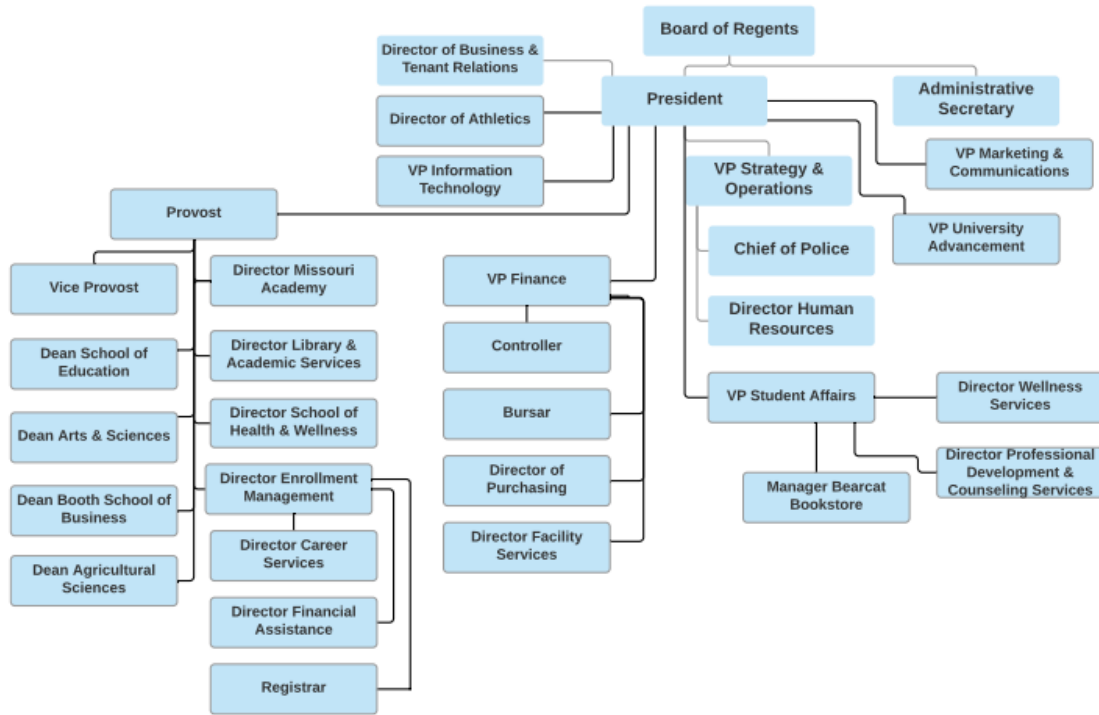 Board of Regents
Director of Business &
Tenant Relations
President
Administrative
Secretary
Director of Athletics
VP Marketing &
Communications
VP Information
Technology
VP Strategy &
Operations
Provost
VP University
Advancement
Chief of Police
Vice Provost
Director Missouri
Academy
VP Finance
Director Human
Resources
Dean School of
Education
Director Library &
Academic Services
Controller
VP Student Affairs
Director Wellness
Services
Dean Arts & Sciences
Director School of
Health & Wellness
Bursar
Director Professional
Development &
Counseling Services
Dean Booth School of
Business
Director Enrollment
Management
Director of
Purchasing
Manager Bearcat
Bookstore
Dean Agricultural
Sciences
Director Career
Services
Director Facility
Services
Director Financial
Assistance
Registrar